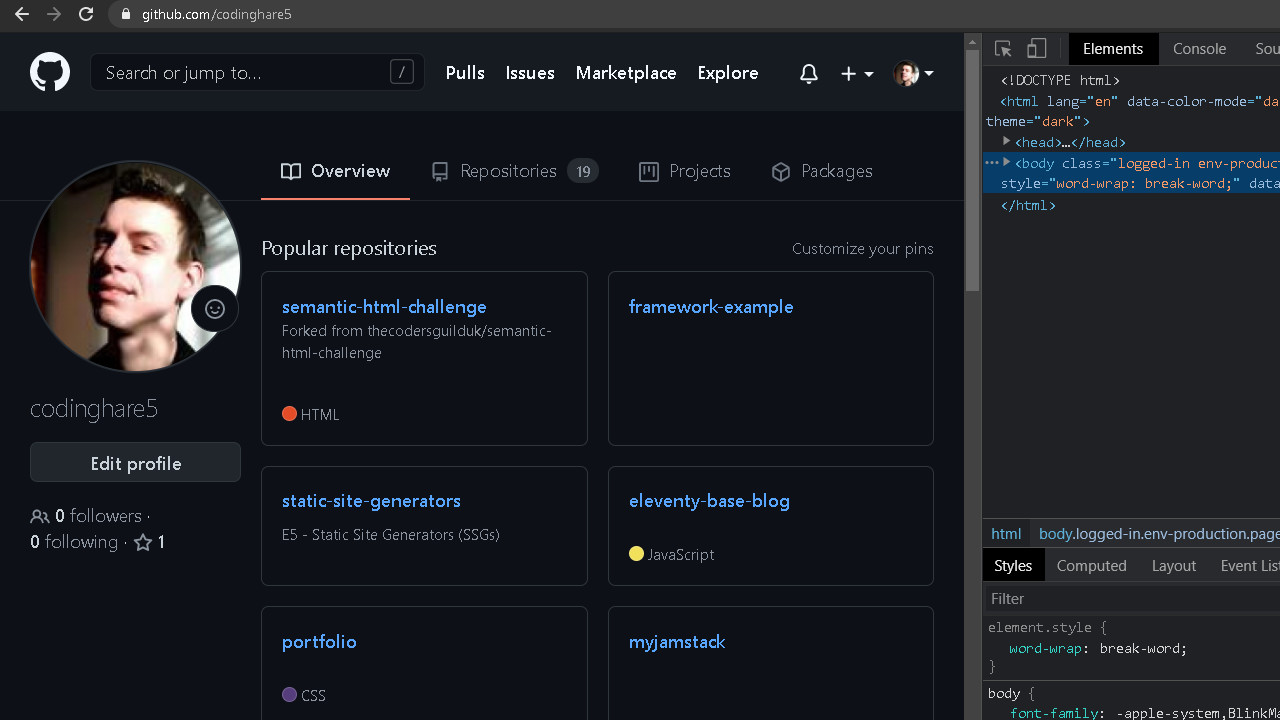 github.com/codinghare5
Search or jump to... /
Pulls Issues Marketplace Explore
Overview Repositories 19 Projects Packages
codinghare5
Edit profile
0 followers ·
0 following · 1
Popular repositories Customize your pins
semantic-html-challenge
Forked from thecodersguilduk/semantic-
html-challenge
HTML
framework-example
static-site-generators
E5 - Static Site Generators (SSGs)
eleventy-base-blog
JavaScript
portfolio
CSS
myjamstack
Elements Console Sou
<!DOCTYPE html>
<html lang="en" data-color-mode="da
theme="dark">
<head>…</head>
<body class="logged-in env-produc
style="word-wrap: break-word;" data
</html>
html body.logged-in.env-production.page
Styles Computed Layout Event List
Filter
element.style {
word-wrap: break-word;
}
body {
font-family: -apple-system,BlinkMa